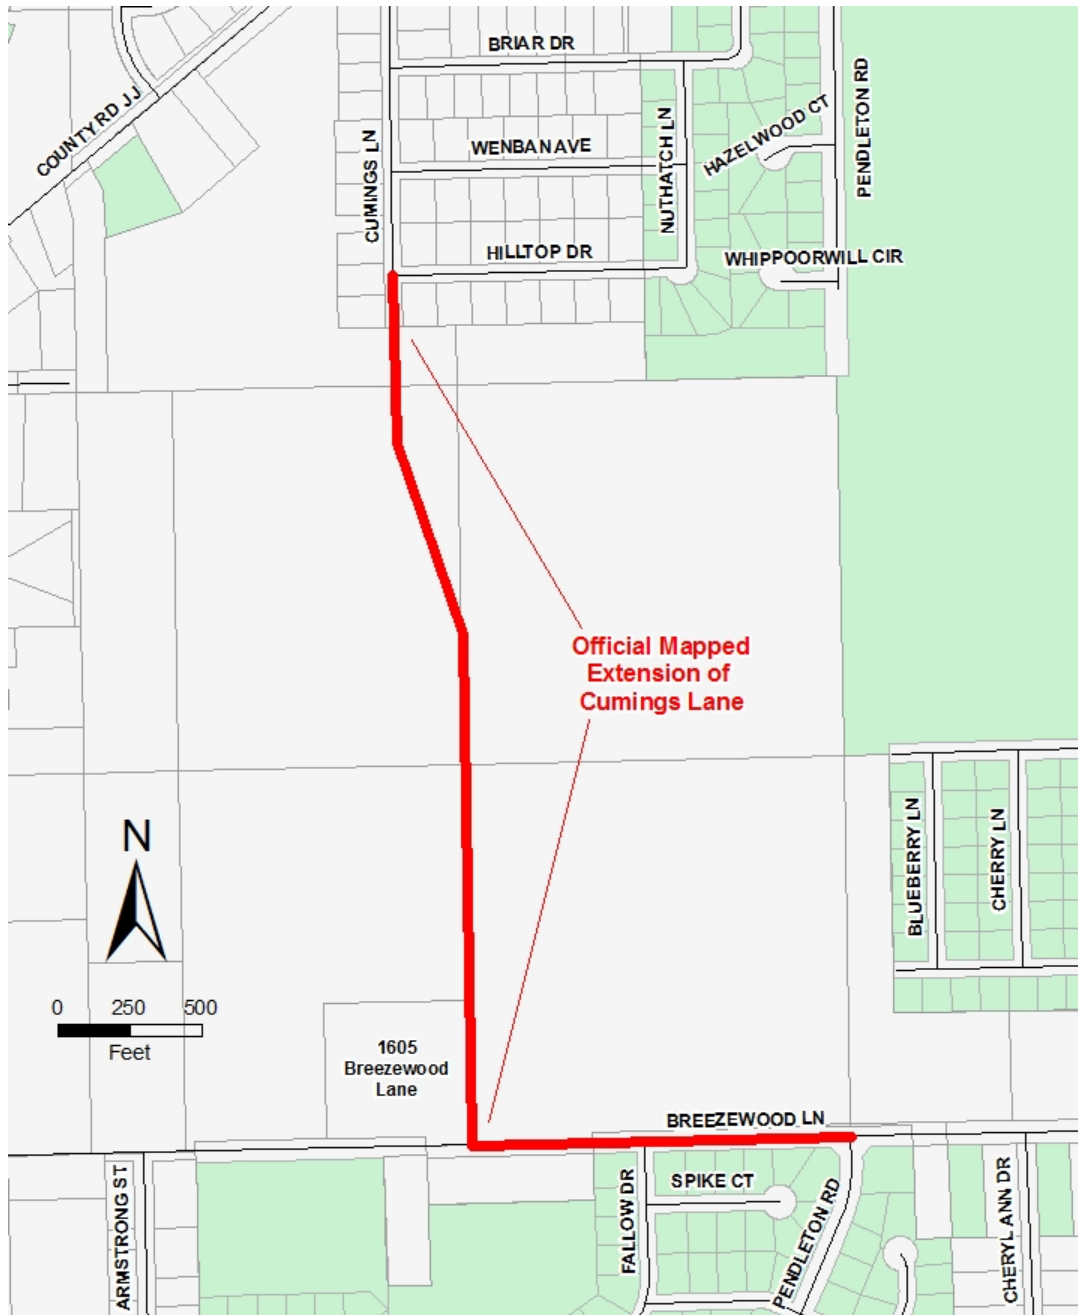 BRIAR DR
COUNTY RD JJ
CUMINGS LN
WENBAN AVE
NUTHATCH LN
HAZELWOOD CT
PENDLETON RD
HILLTOP DR
WHIPPOORWILL CIR
Official Mapped
Extension of
Cumings Lane
N
0 250 500
Feet
BLUEBERRY LN
CHERRY LN
1605
Breezewood
Lane
BREEZEWOOD LN
ARMSTRONG ST
FALLOW DR
SPIKE CT
PENDLETON RD
CHERYL ANN DR